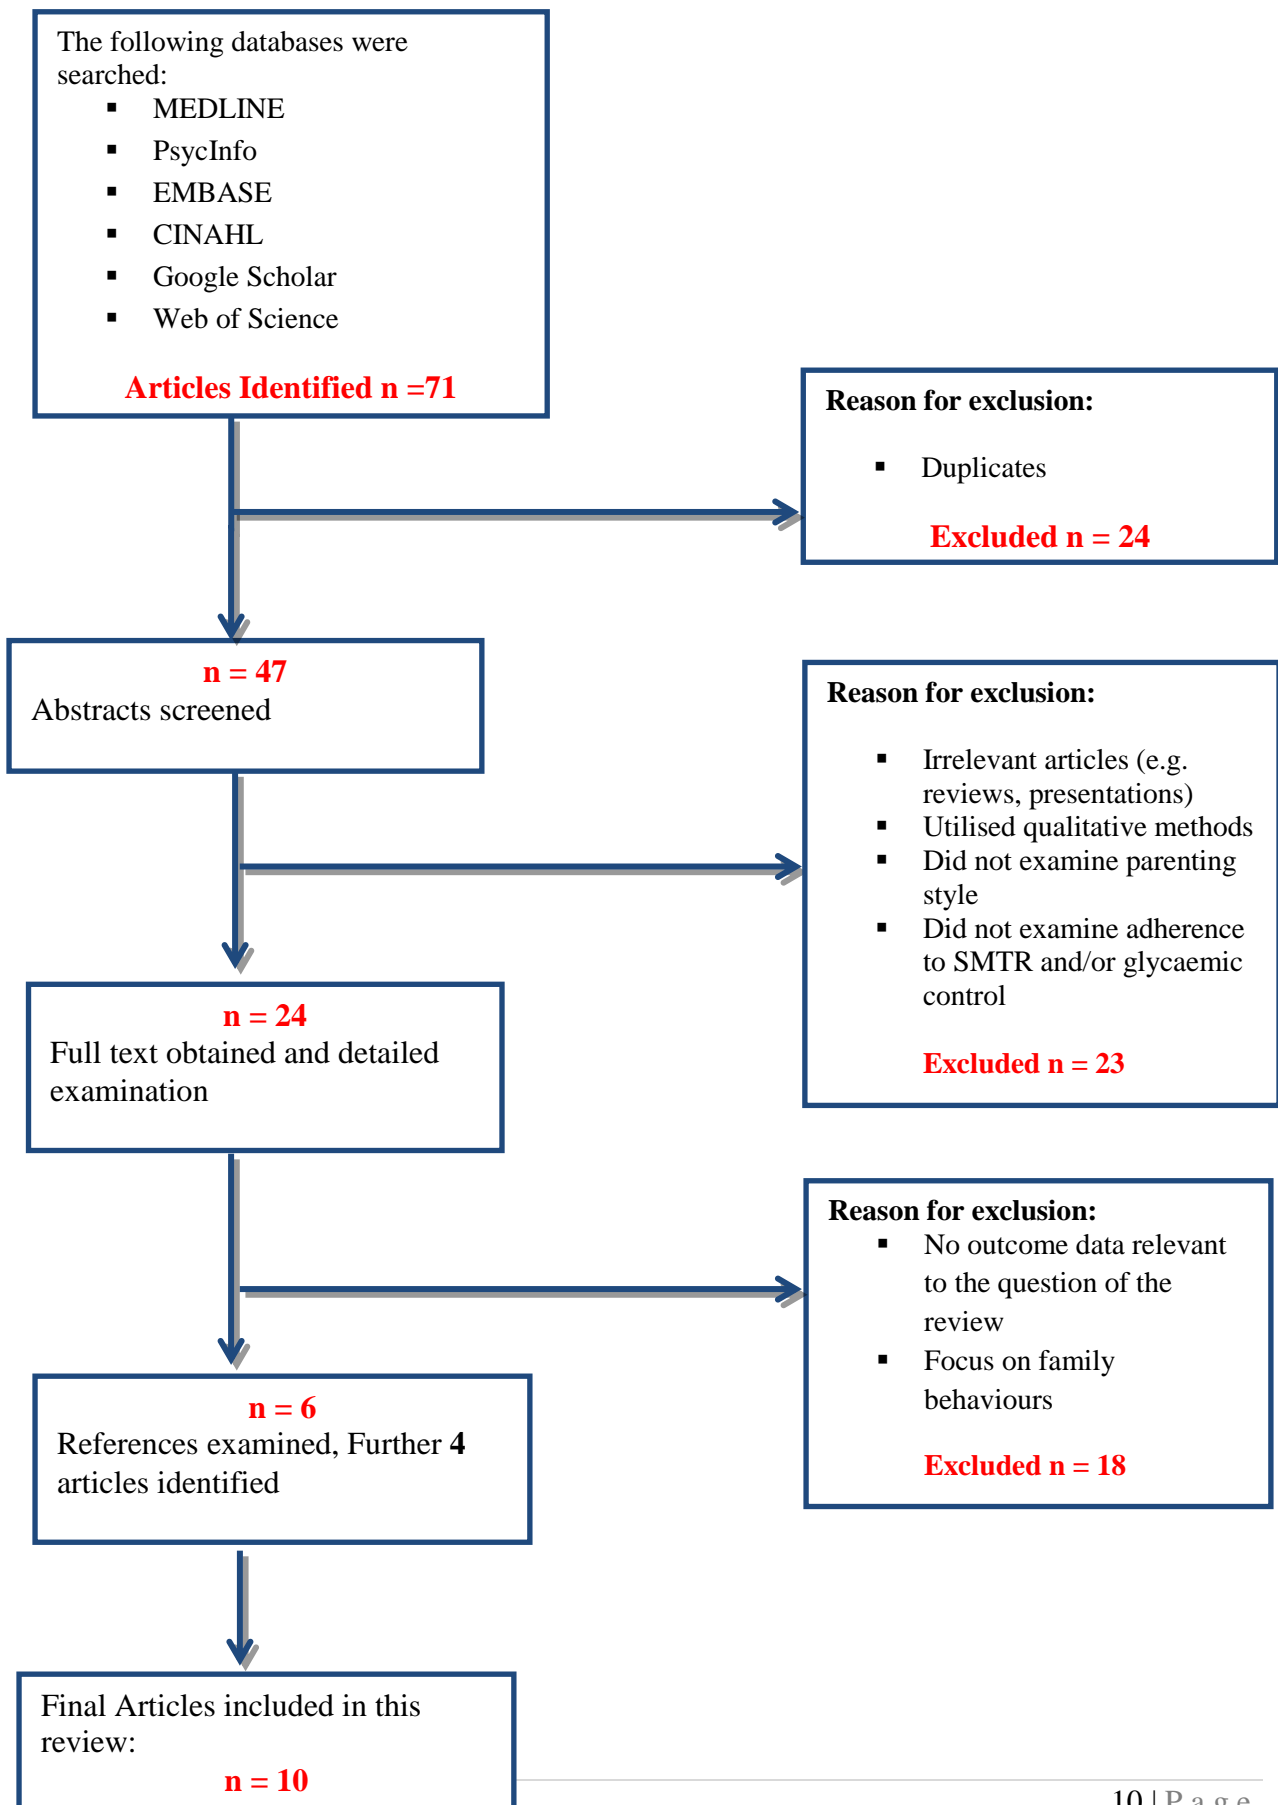 The following databases were
searched:
▪ MEDLINE
▪ PsycInfo
▪ EMBASE
▪ CINAHL
▪ Google Scholar
▪ Web of Science
Articles Identified n =71
Reason for exclusion:
▪ Duplicates
Excluded n = 24
n = 47
Abstracts screened
Reason for exclusion:
▪ Irrelevant articles (e.g.
reviews, presentations)
▪ Utilised qualitative methods
▪ Did not examine parenting
style
▪ Did not examine adherence
to SMTR and/or glycaemic
control
Excluded n = 23
n = 24
Full text obtained and detailed
examination
Reason for exclusion:
▪ No outcome data relevant
to the question of the
review
▪ Focus on family
behaviours
Excluded n = 18
n = 6
References examined, Further 4
articles identified
Final Articles included in this
review:
n = 10
10 | P a g e